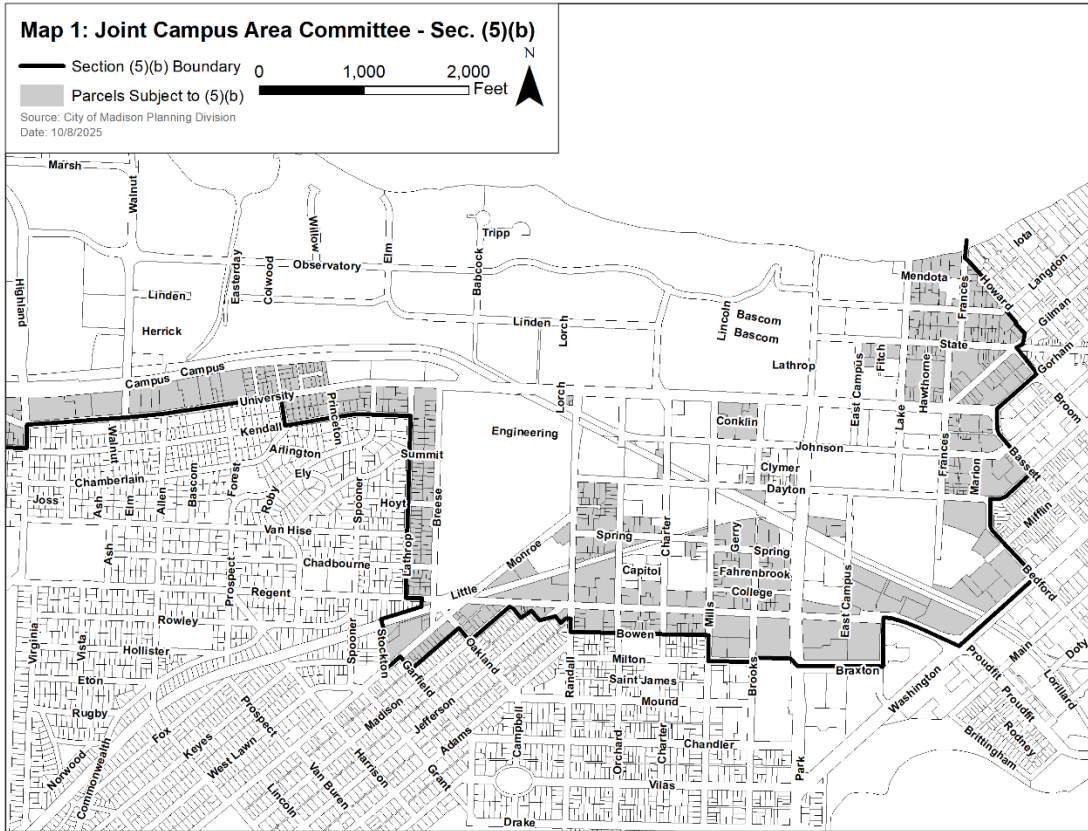 Map 1: Joint Campus Area Committee - Sec. (5)(b)
Section (5)(b) Boundary
Parcels Subject to (5)(b)
0 1,000 2,000
Feet
N
Source: City of Madison Planning Division
Date: 10/8/2025
Marsh
Walnut
Highland
Easterday
Colwood
Willow
Elm
Babcock
Tripp
Observatory
Linden
Herrick
Linden
Lorch
Lincoln
Bascom
Bascom
Lathrop
Mendota
Frances
Howard
Iota
Langdon
Gilman
State
Gorham
Broom
Fitch
East Campus
Lake
Hawthorne
Campus
Campus
University
Princeton
Kendall
Arlington
Walnut
Chamberlain
Joss
Ash
Elm
Allen
Bascom
Forest
Roby
Ely
Spooner
Hoyt
Summit
Breese
Lathrop
Lorch
Engineering
Conklin
Johnson
Clymer
Dayton
Frances
Marion
Bassett
Mifflin
Bedford
Van Hise
Chadbourne
Ash
Prospect
Regent
Rowley
Hollister
Virginia
Vista
Eton
Rugby
Norwood
Commonwealth
Fox
Keyes
West Lawn
Prospect
Spooner
Stockton
Little
Monroe
Spring
Charter
Capitol
Mills
Gerry
Spring
Fahrenbrook
College
East Campus
Garfield
Oakland
Madison
Jefferson
Adams
Harrison
Grant
Van Buren
Lincoln
Randall
Bowen
Milton
Saint James
Mound
Campbell
Orchard
Charter
Chandler
Vilas
Drake
Brooks
Park
Braxton
Washington
Proudfit
Proudfit
Main
Doty
Lorillard
Rodney
Brittingham